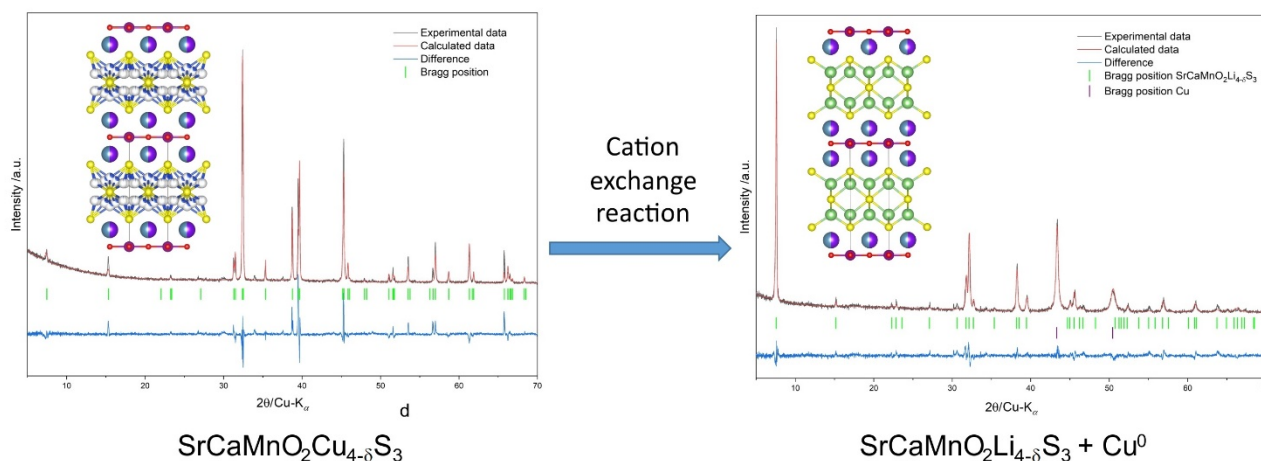 Experimental data
Calculated data
Difference
Bragg position
Intensity /a.u.
10
20
30
40
50
60
70
2θ/Cu-Kα
d
SrCaMnO₂Cu₄₋δS₃
Cation
exchange
reaction
Experimental data
Calculated data
Difference
Bragg position SrCaMnO₂Li₄₋δS₃
Bragg position Cu
Intensity /a.u.
10
20
30
40
50
60
2θ/Cu-Kα
SrCaMnO₂Li₄₋δS₃ + Cu⁰